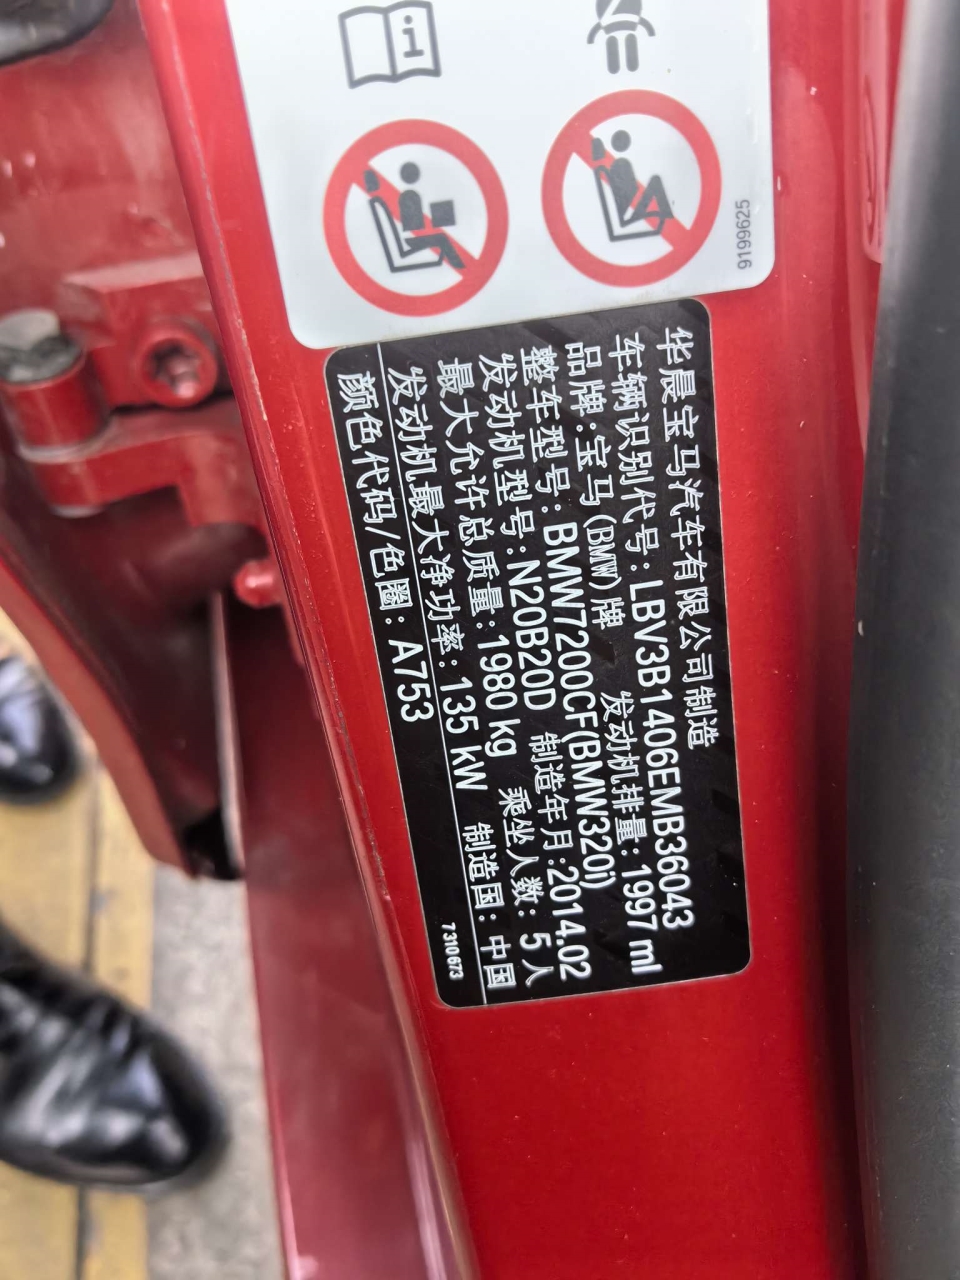 9199625
华晨宝马汽车有限公司制造
车辆识别代号: LBV3B1406EMB36043
品牌: 宝马(BMW)牌 发动机排量: 1997 ml
整车型号: BMW7200CF(BMW320i)
发动机型号: N20B20D 制造年月: 2014.02
最大允许总质量: 1980 kg 乘坐人数: 5人
发动机最大净功率: 135 kW 制造国: 中国
颜色代码/色圈: A753 7 310 673